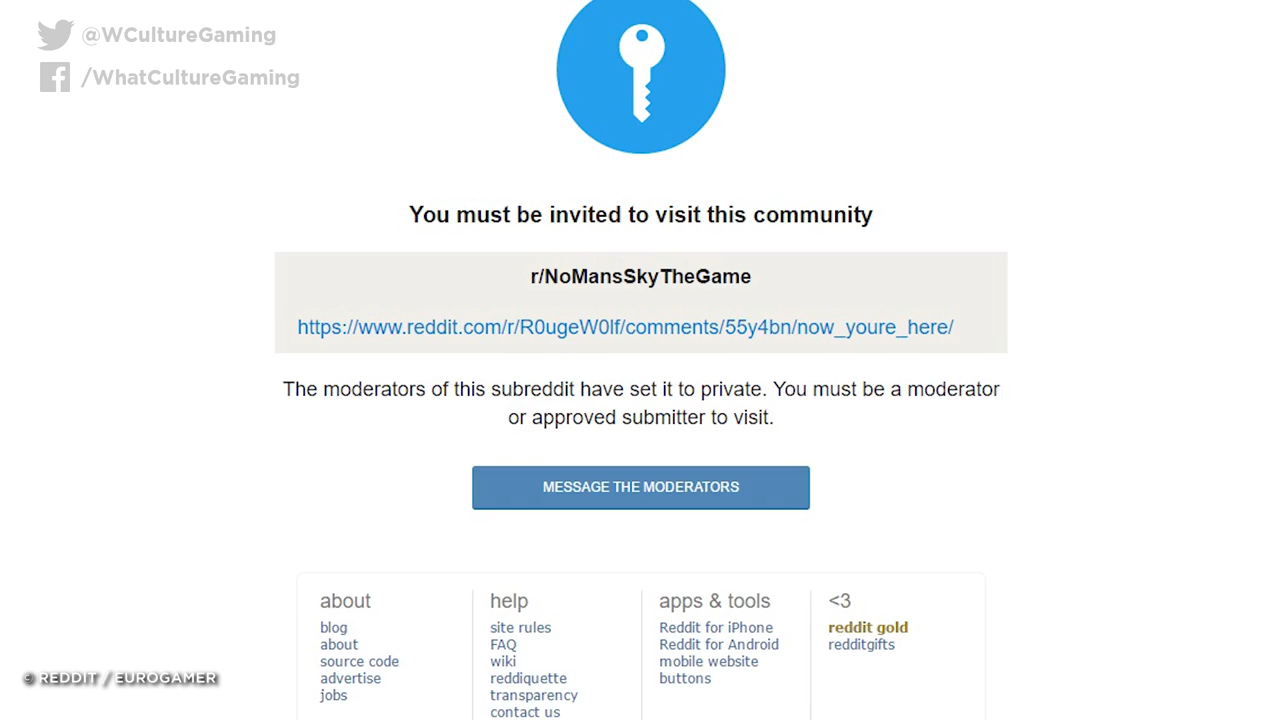 @WCultureGaming
/WhatCultureGaming
You must be invited to visit this community
r/NoMansSkyTheGame
https://www.reddit.com/r/R0ugeW0lf/comments/55y4bn/now_youre_here/
The moderators of this subreddit have set it to private. You must be a moderator
or approved submitter to visit.
MESSAGE THE MODERATORS
about
blog
about
source code
advertise
jobs
help
site rules
FAQ
wiki
reddiquette
transparency
contact us
apps & tools
Reddit for iPhone
Reddit for Android
mobile website
buttons
<3
reddit gold
redditgifts
© REDDIT / EUROGAMER